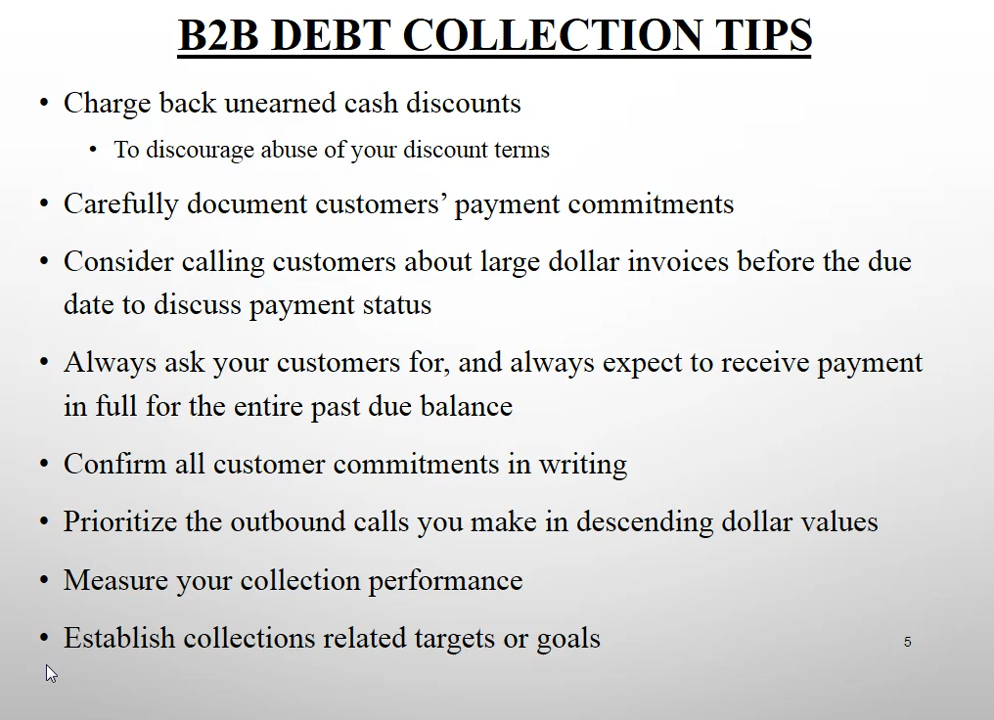 B2B DEBT COLLECTION TIPS
• Charge back unearned cash discounts
• To discourage abuse of your discount terms
• Carefully document customers’ payment commitments
• Consider calling customers about large dollar invoices before the due
date to discuss payment status
• Always ask your customers for, and always expect to receive payment
in full for the entire past due balance
• Confirm all customer commitments in writing
• Prioritize the outbound calls you make in descending dollar values
• Measure your collection performance
• Establish collections related targets or goals
5